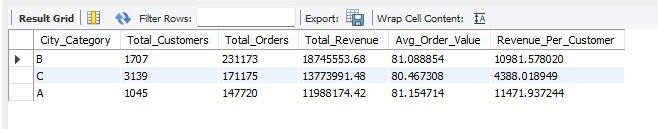 Result Grid Filter Rows: Export: Wrap Cell Content: IA
City_Category Total_Customers Total_Orders Total_Revenue Avg_Order_Value Revenue_Per_Customer
B 1707 231173 18745553.68 81.088854 10981.578020
C 3139 171175 13773991.48 80.467308 4388.018949
A 1045 147720 11988174.42 81.154714 11471.937244